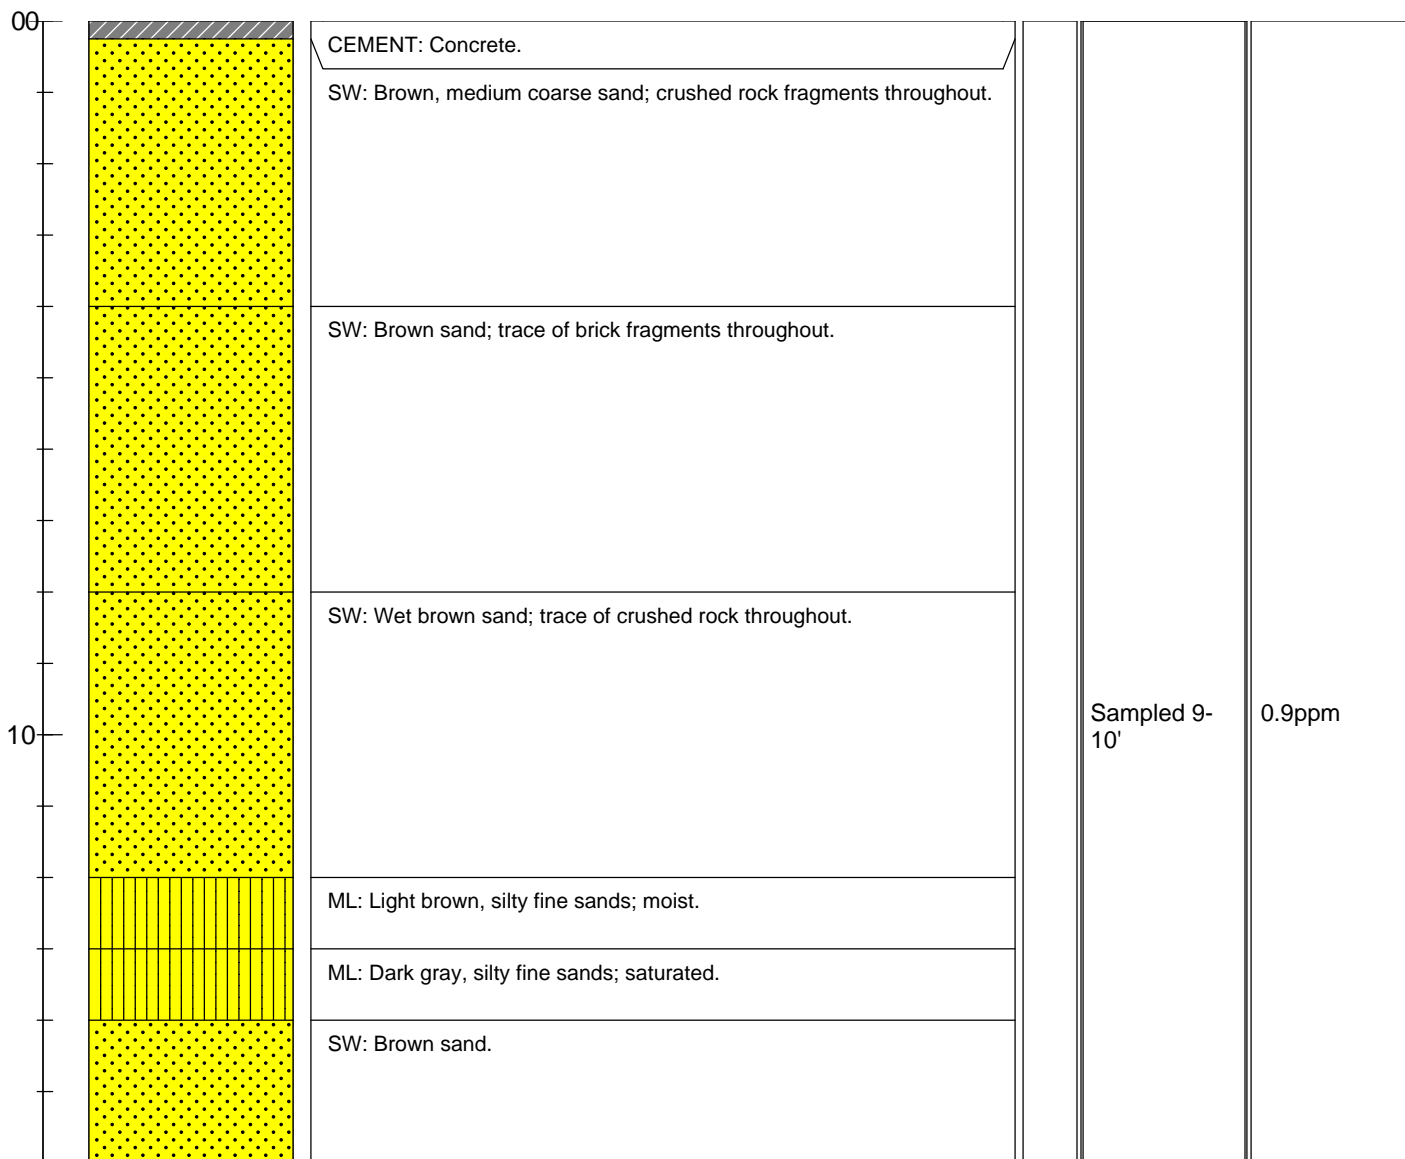 00
CEMENT: Concrete.
SW: Brown, medium coarse sand; crushed rock fragments throughout.
SW: Brown sand; trace of brick fragments throughout.
SW: Wet brown sand; trace of crushed rock throughout.
10
Sampled 9-
10'
0.9ppm
ML: Light brown, silty fine sands; moist.
ML: Dark gray, silty fine sands; saturated.
SW: Brown sand.